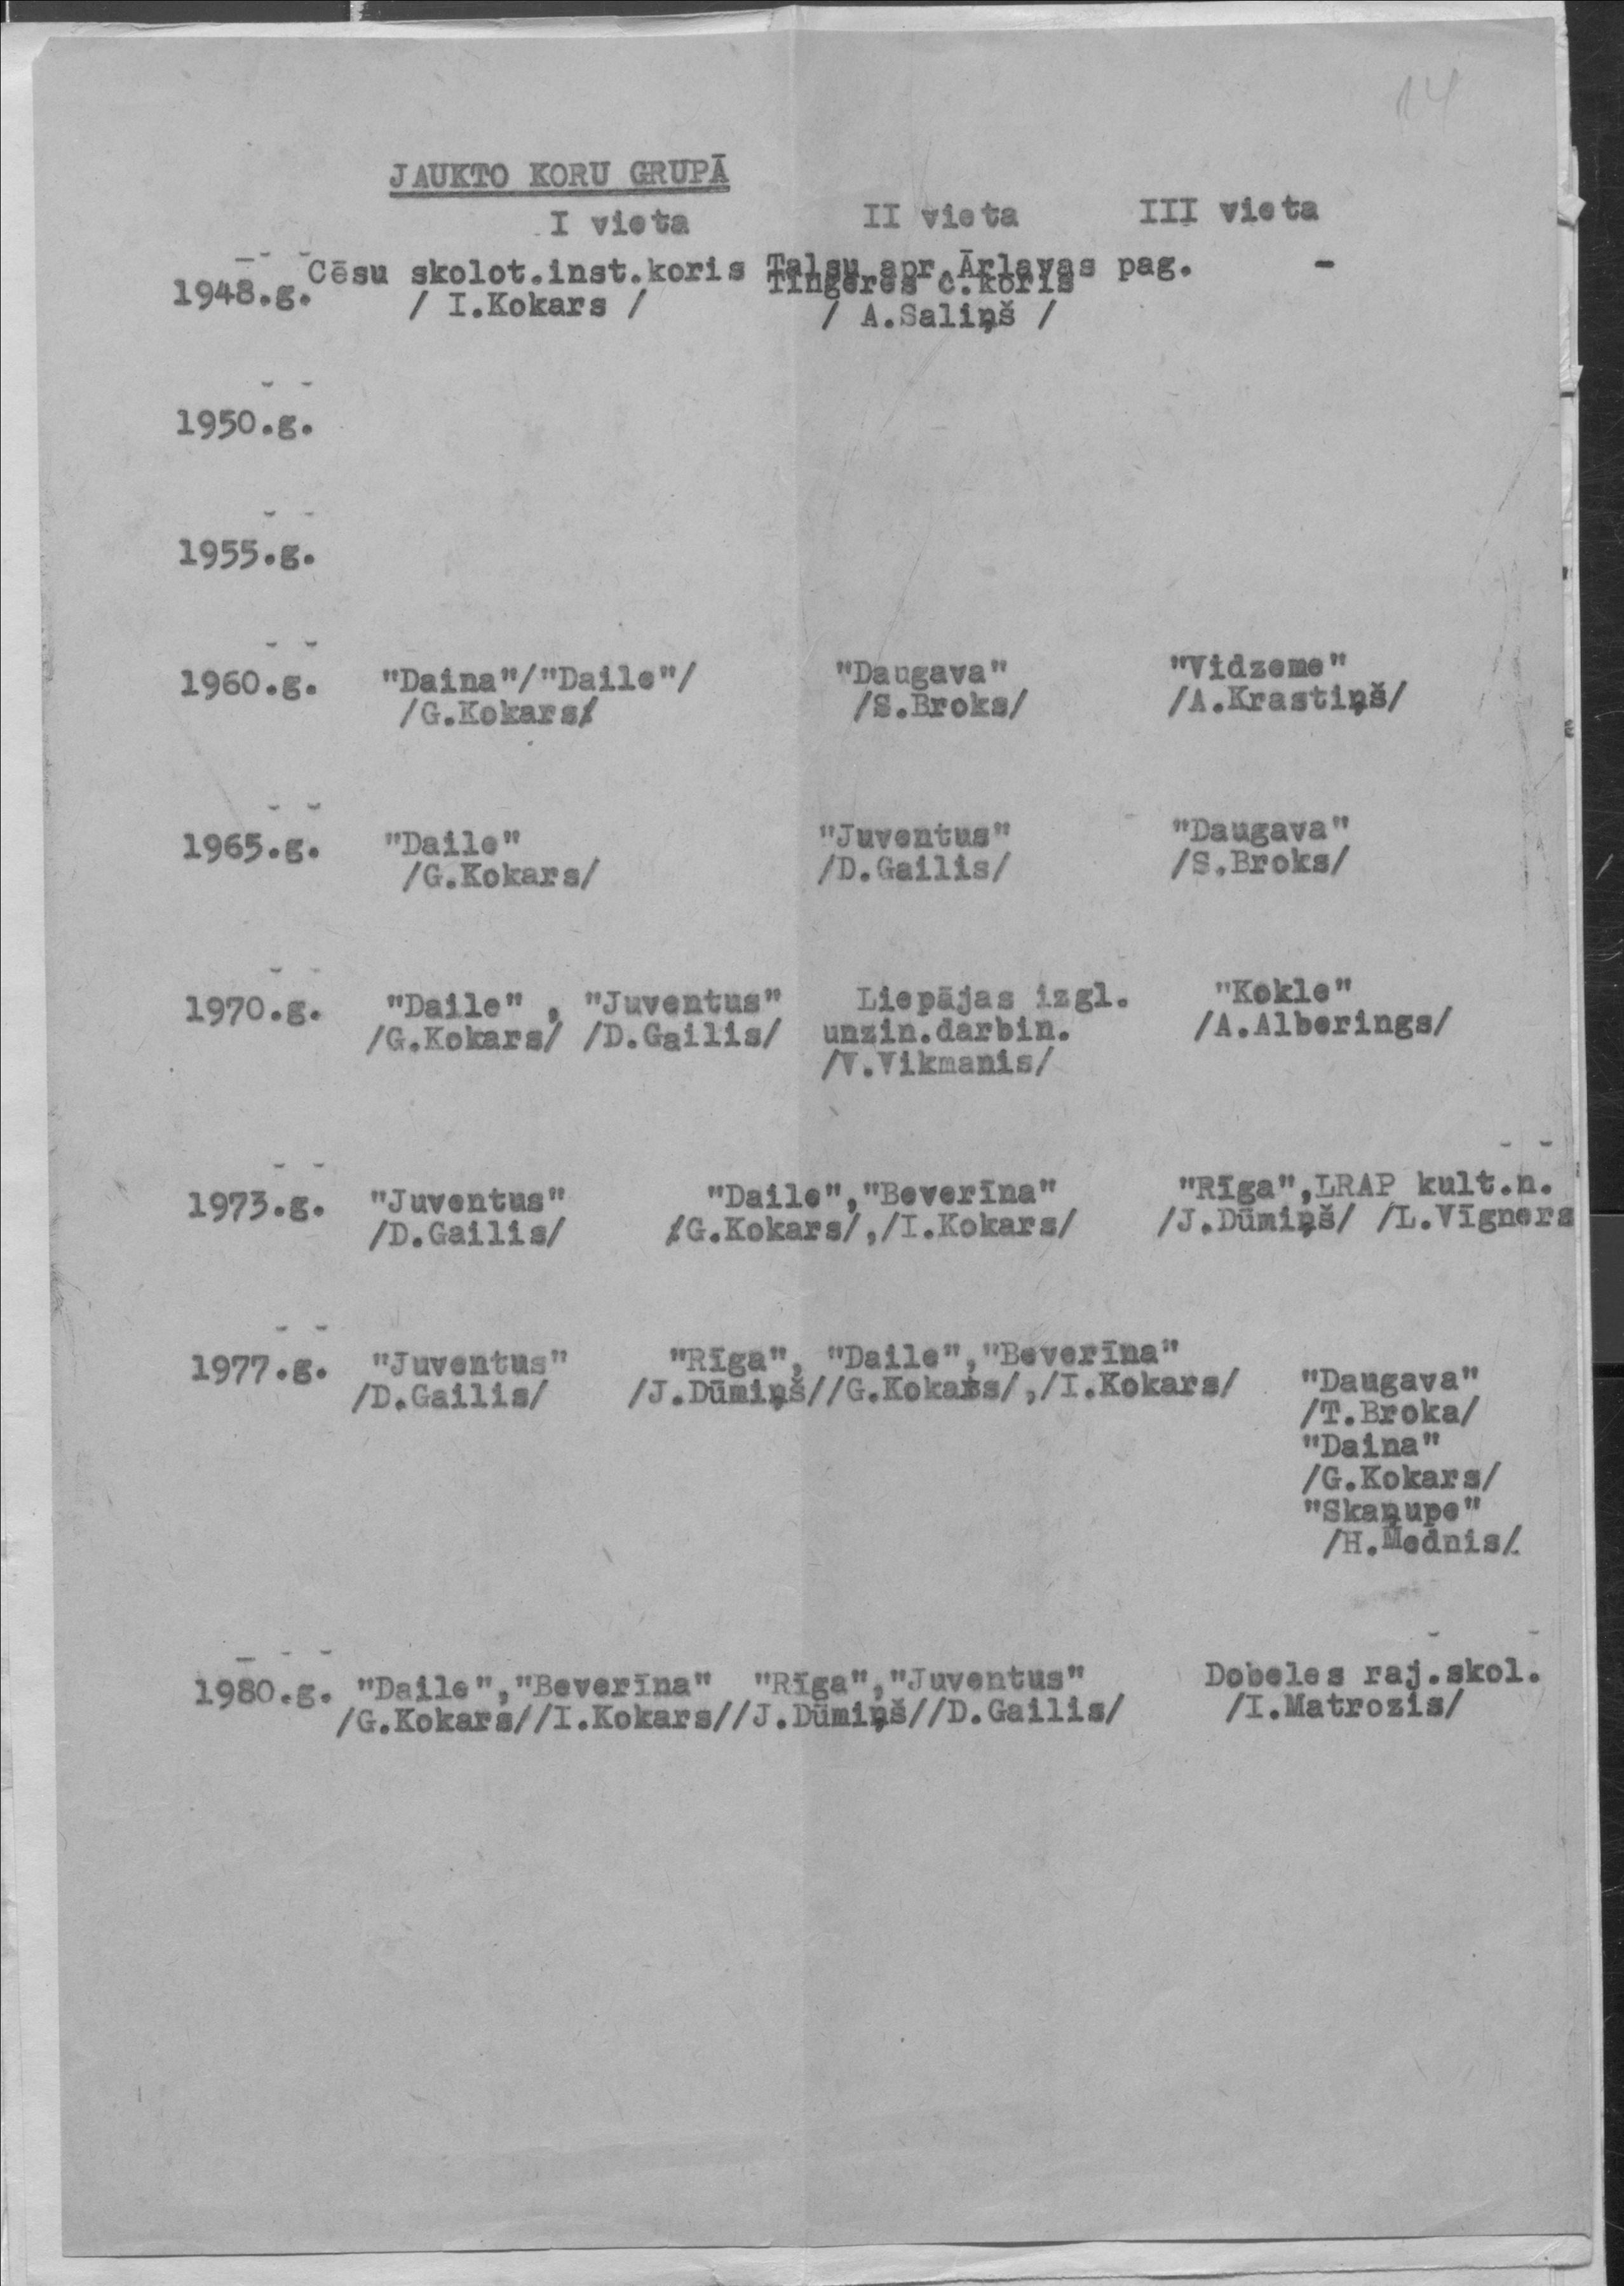 14
JAUKTO KORU GRUPĀ
I vieta II vieta III vieta
1948.g. Cēsu skolot.inst.koris Talsu apr.Ārlavas pag. -
Tingeres c.koris
/ I.Kokars / / A.Saliņš /
1950.g.
1955.g.
1960.g. "Daina"/"Daile"/ "Daugava" "Vidzeme"
/G.Kokars/ /S.Broks/ /A.Krastiņš/
1965.g. "Daile" "Juventus" "Daugava"
/G.Kokars/ /D.Gailis/ /S.Broks/
1970.g. "Daile" , "Juventus" Liepājas izgl. "Kokle"
/G.Kokars/ /D.Gailis/ unzin.darbin. /A.Alberings/
/V.Vikmanis/
1973.g. "Juventus" "Daile","Beverīna" "Rīga",LRAP kult.n.
/D.Gailis/ /G.Kokars/,/I.Kokars/ /J.Dūmiņš/ /L.Vīgners
1977.g. "Juventus" "Rīga", "Daile","Beverīna"
/D.Gailis/ /J.Dūmiņš//G.Kokars/,/I.Kokars/ "Daugava"
/T.Broka/
"Daina"
/G.Kokars/
"Skaņupe"
/H.Mednis/.
1980.g. "Daile","Beverīna" "Rīga","Juventus" Dobeles raj.skol.
/G.Kokars//I.Kokars//J.Dūmiņš//D.Gailis/ /I.Matrozis/